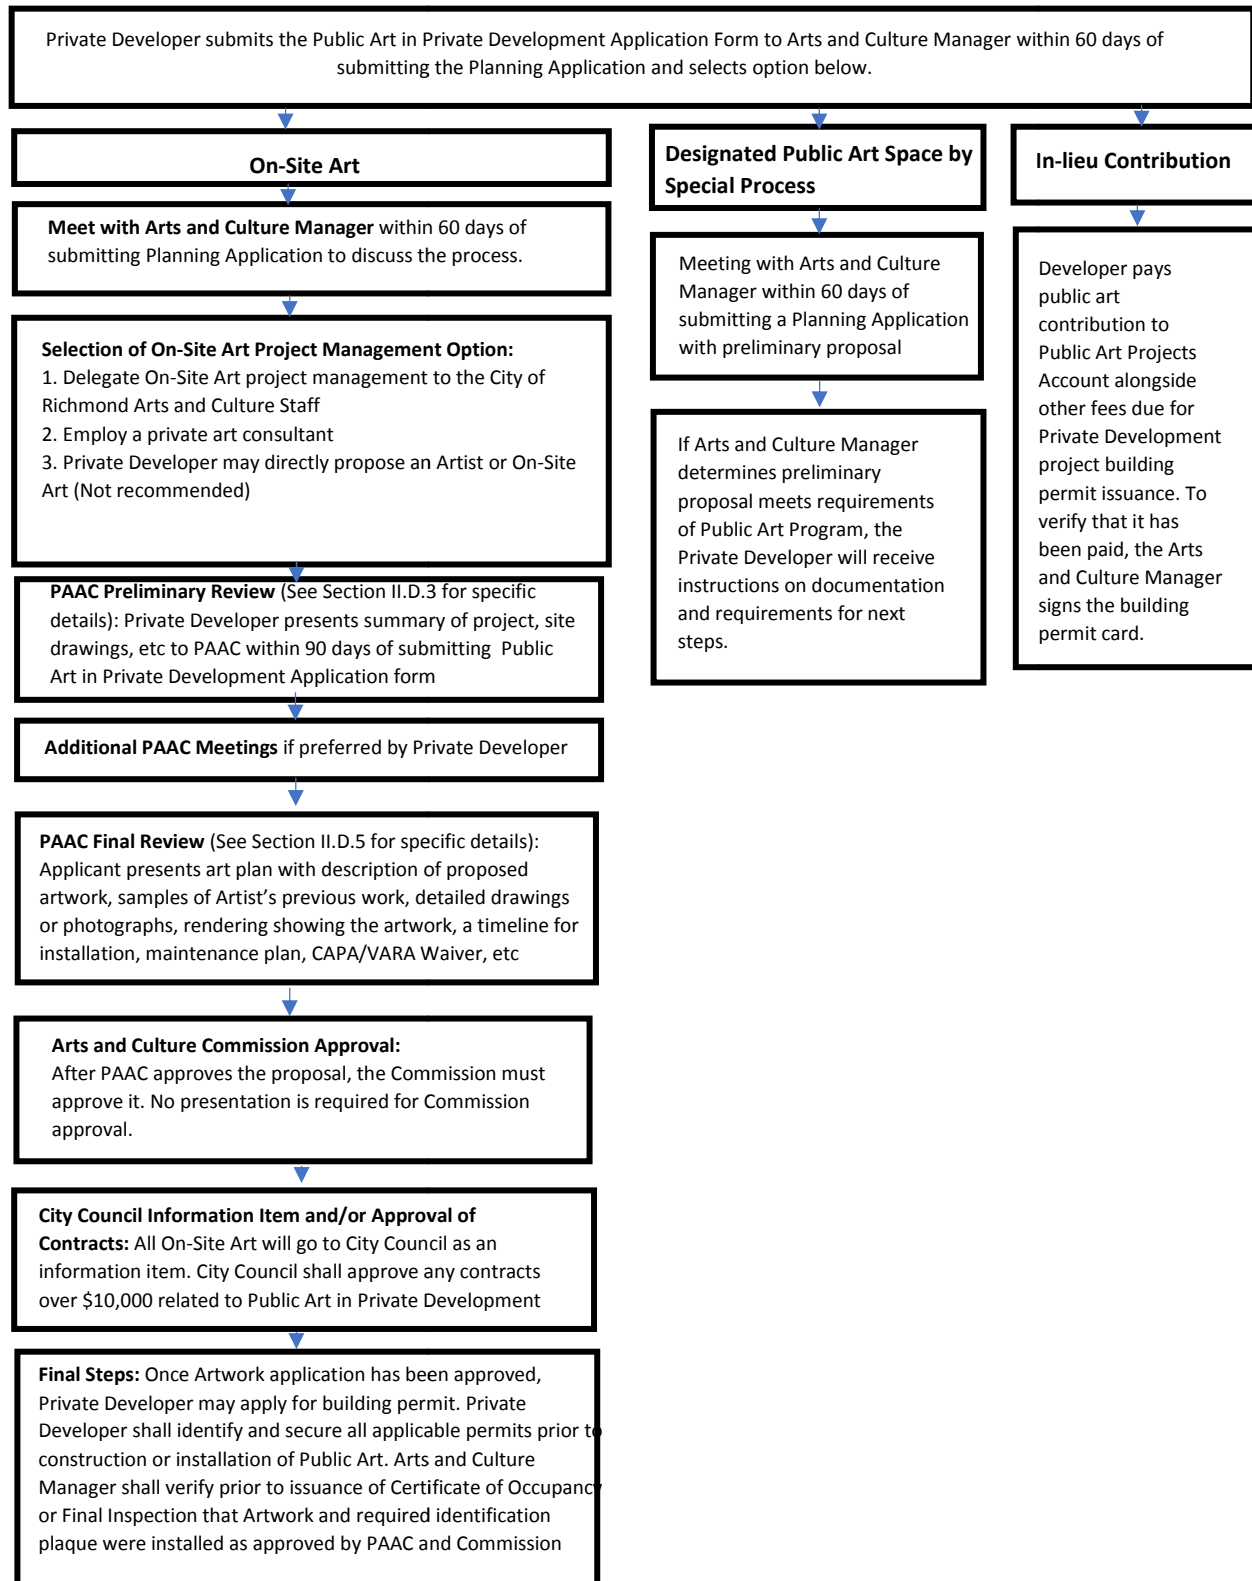 Private Developer submits the Public Art in Private Development Application Form to Arts and Culture Manager within 60 days of
submitting the Planning Application and selects option below.
On-Site Art
Meet with Arts and Culture Manager within 60 days of
submitting Planning Application to discuss the process.
Selection of On-Site Art Project Management Option:
1. Delegate On-Site Art project management to the City of
Richmond Arts and Culture Staff
2. Employ a private art consultant
3. Private Developer may directly propose an Artist or On-Site
Art (Not recommended)
PAAC Preliminary Review (See Section II.D.3 for specific
details): Private Developer presents summary of project, site
drawings, etc to PAAC within 90 days of submitting Public
Art in Private Development Application form
Additional PAAC Meetings if preferred by Private Developer
PAAC Final Review (See Section II.D.5 for specific details):
Applicant presents art plan with description of proposed
artwork, samples of Artist's previous work, detailed drawings
or photographs, rendering showing the artwork, a timeline for
installation, maintenance plan, CAPA/VARA Waiver, etc
Arts and Culture Commission Approval:
After PAAC approves the proposal, the Commission must
approve it. No presentation is required for Commission
approval.
City Council Information Item and/or Approval of
Contracts: All On-Site Art will go to City Council as an
information item. City Council shall approve any contracts
over $10,000 related to Public Art in Private Development
Final Steps: Once Artwork application has been approved,
Private Developer may apply for building permit. Private
Developer shall identify and secure all applicable permits prior to
construction or installation of Public Art. Arts and Culture
Manager shall verify prior to issuance of Certificate of Occupancy
or Final Inspection that Artwork and required identification
plaque were installed as approved by PAAC and Commission
Designated Public Art Space by
Special Process
Meeting with Arts and Culture
Manager within 60 days of
submitting a Planning Application
with preliminary proposal
If Arts and Culture Manager
determines preliminary
proposal meets requirements
of Public Art Program, the
Private Developer will receive
instructions on documentation
and requirements for next
steps.
In-lieu Contribution
Developer pays
public art
contribution to
Public Art Projects
Account alongside
other fees due for
Private Development
project building
permit issuance. To
verify that it has
been paid, the Arts
and Culture Manager
signs the building
permit card.